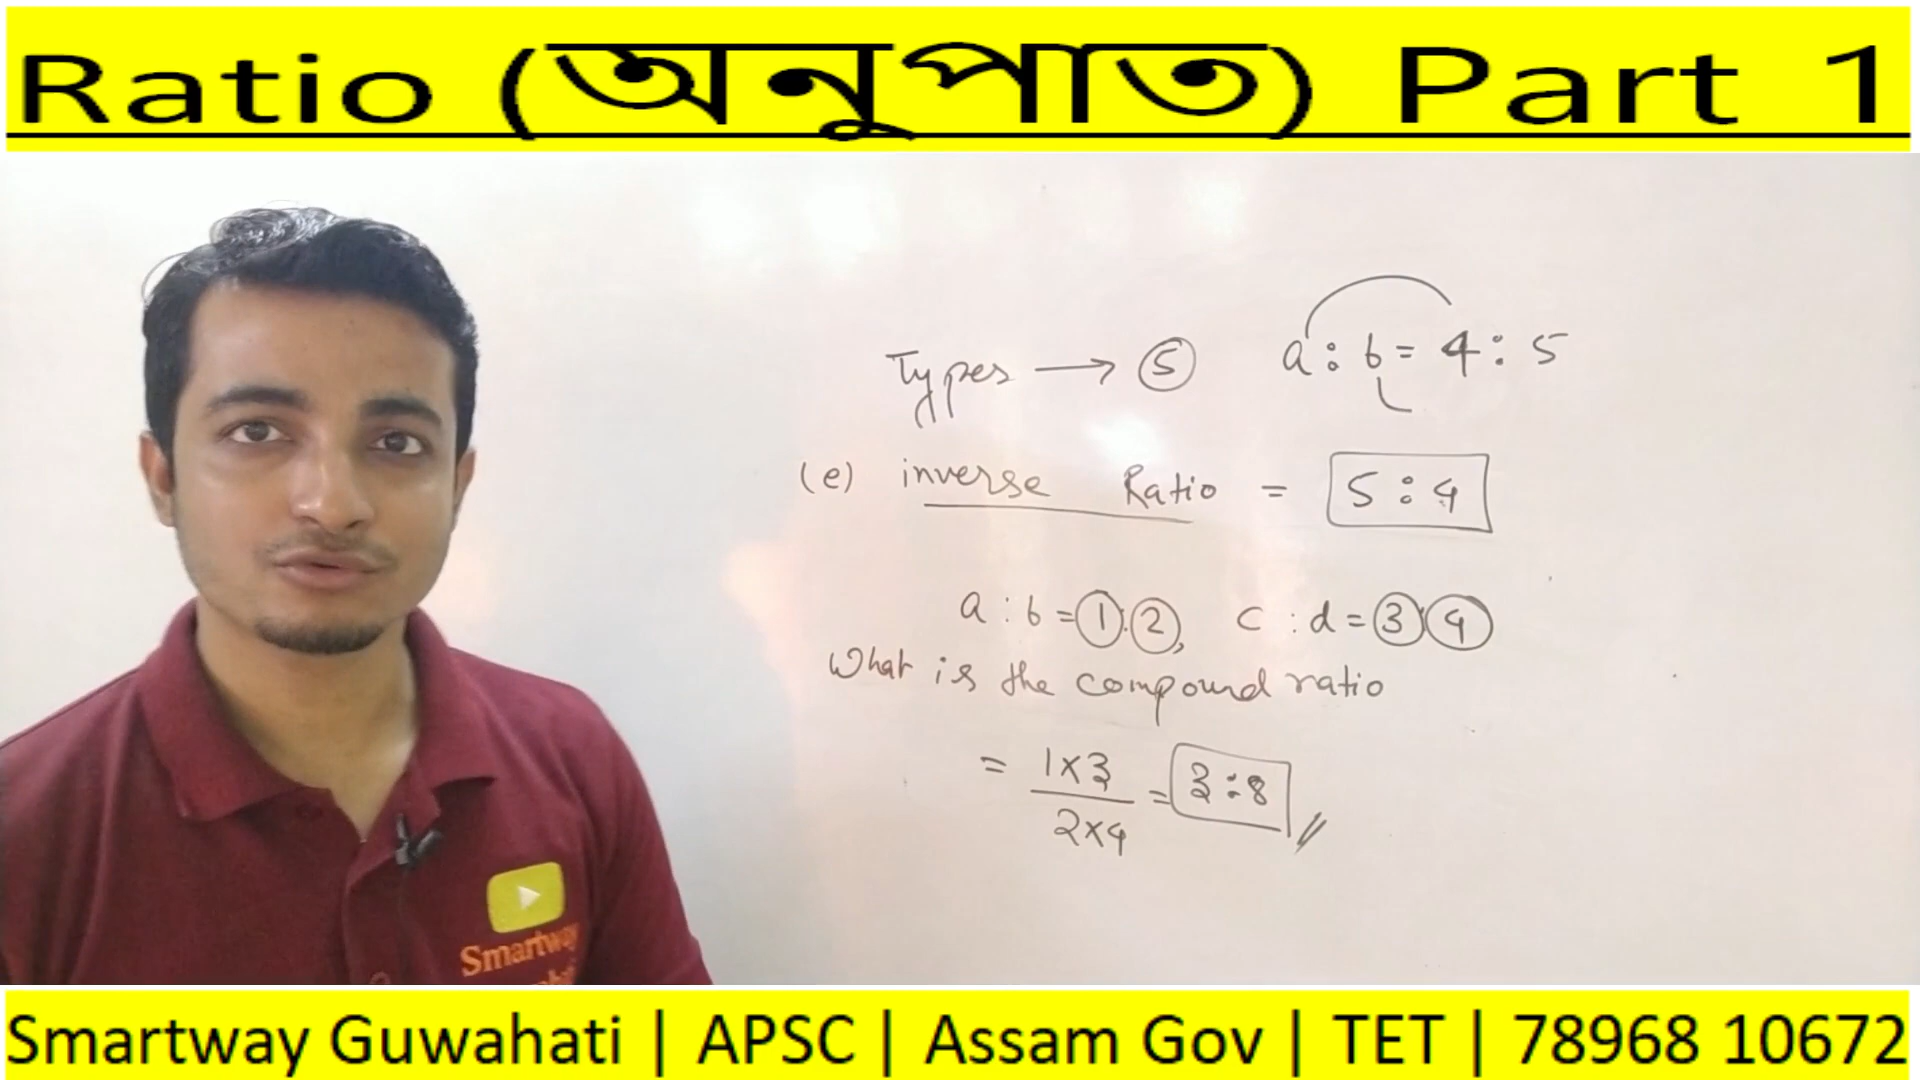 Ratio (অনুপাত) Part 1
Types → 5 a : b = 4 : 5
(e) inverse Ratio = 5 : 4
a : b = 1 : 2, c : d = 3 : 4
What is the compound ratio
= 1×3 / 2×4 = 3 : 8 //
Smartway
Smartway Guwahati | APSC | Assam Gov | TET | 78968 10672